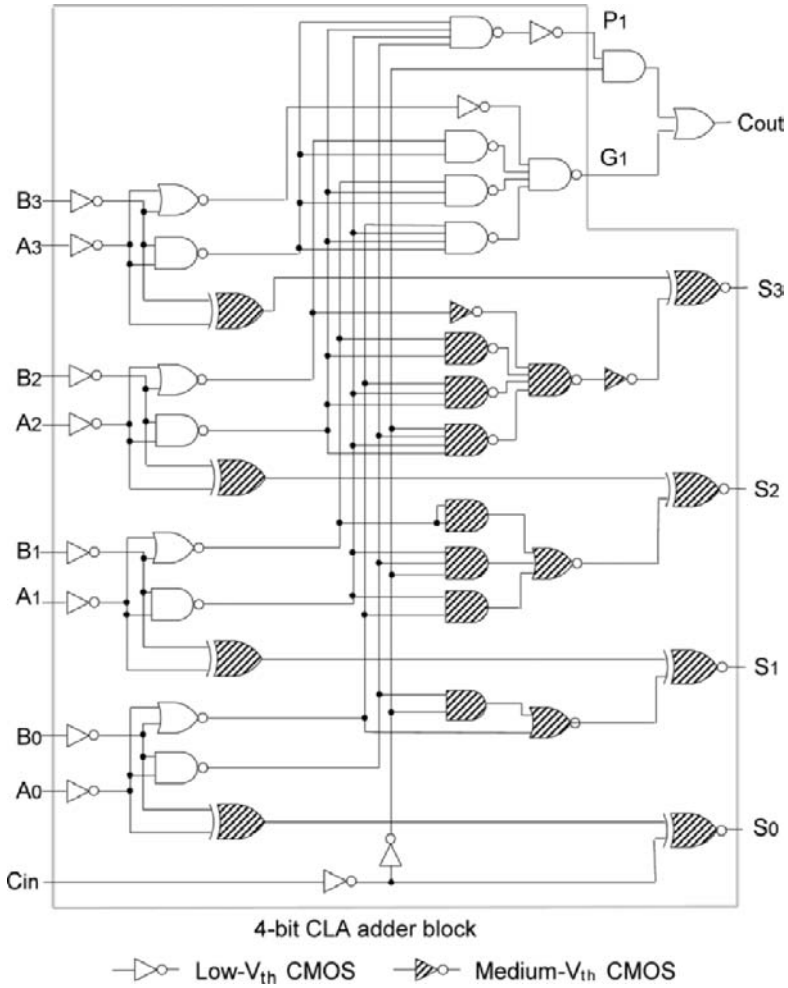 P1
Cout
G1
B3
A3
S3
B2
A2
S2
B1
A1
S1
B0
A0
S0
Cin
4-bit CLA adder block
Low-Vth CMOS
Medium-Vth CMOS